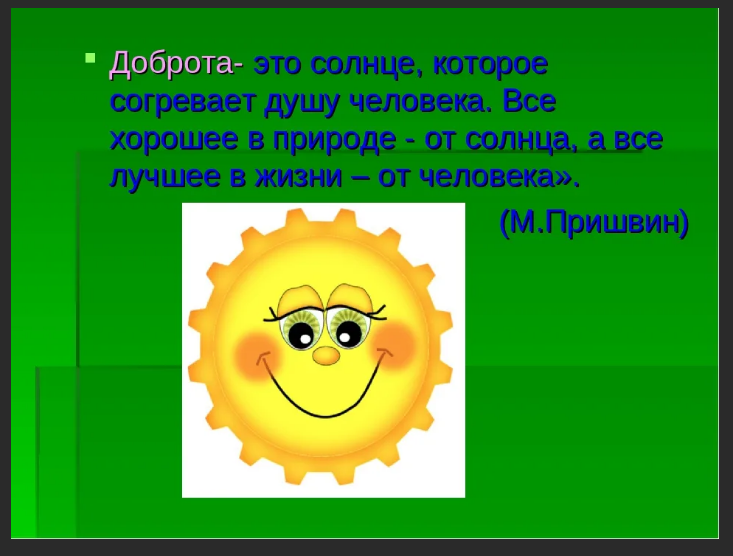 Доброта- это солнце, которое
согревает душу человека. Все
хорошее в природе - от солнца, а все
лучшее в жизни – от человека».
(М.Пришвин)